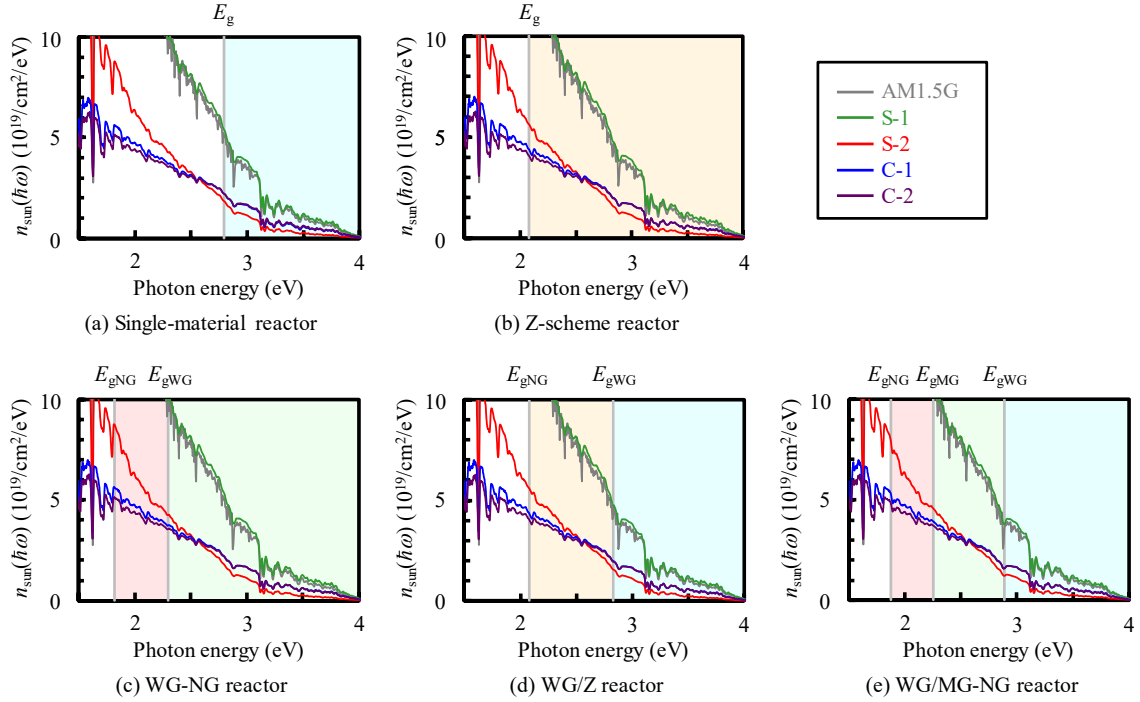 E_g
E_g
n_sun(ħω) (10^19/cm^2/eV)
10
5
0
2
3
4
Photon energy (eV)
(a) Single-material reactor
n_sun(ħω) (10^19/cm^2/eV)
10
5
0
2
3
4
Photon energy (eV)
(b) Z-scheme reactor
AM1.5G
S-1
S-2
C-1
C-2
E_gNG
E_gWG
n_sun(ħω) (10^19/cm^2/eV)
10
5
0
2
3
4
Photon energy (eV)
(c) WG-NG reactor
E_gNG
E_gWG
n_sun(ħω) (10^19/cm^2/eV)
10
5
0
2
3
4
Photon energy (eV)
(d) WG/Z reactor
E_gNG
E_gMG
E_gWG
n_sun(ħω) (10^19/cm^2/eV)
10
5
0
2
3
4
Photon energy (eV)
(e) WG/MG-NG reactor